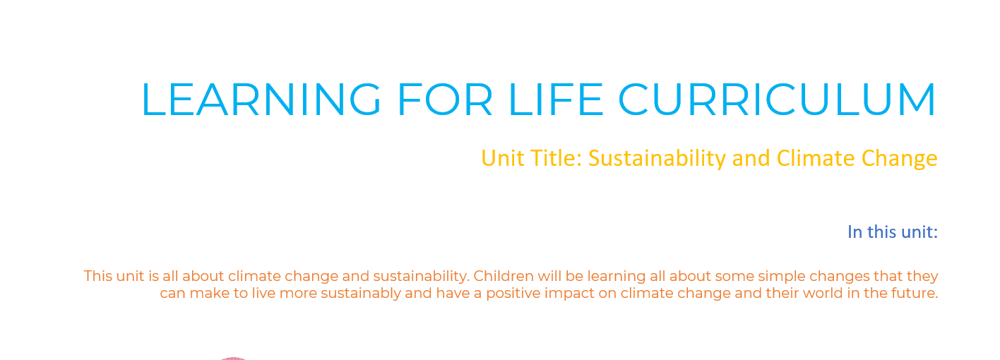 LEARNING FOR LIFE CURRICULUM
Unit Title: Sustainability and Climate Change
In this unit:
This unit is all about climate change and sustainability. Children will be learning all about some simple changes that they
can make to live more sustainably and have a positive impact on climate change and their world in the future.